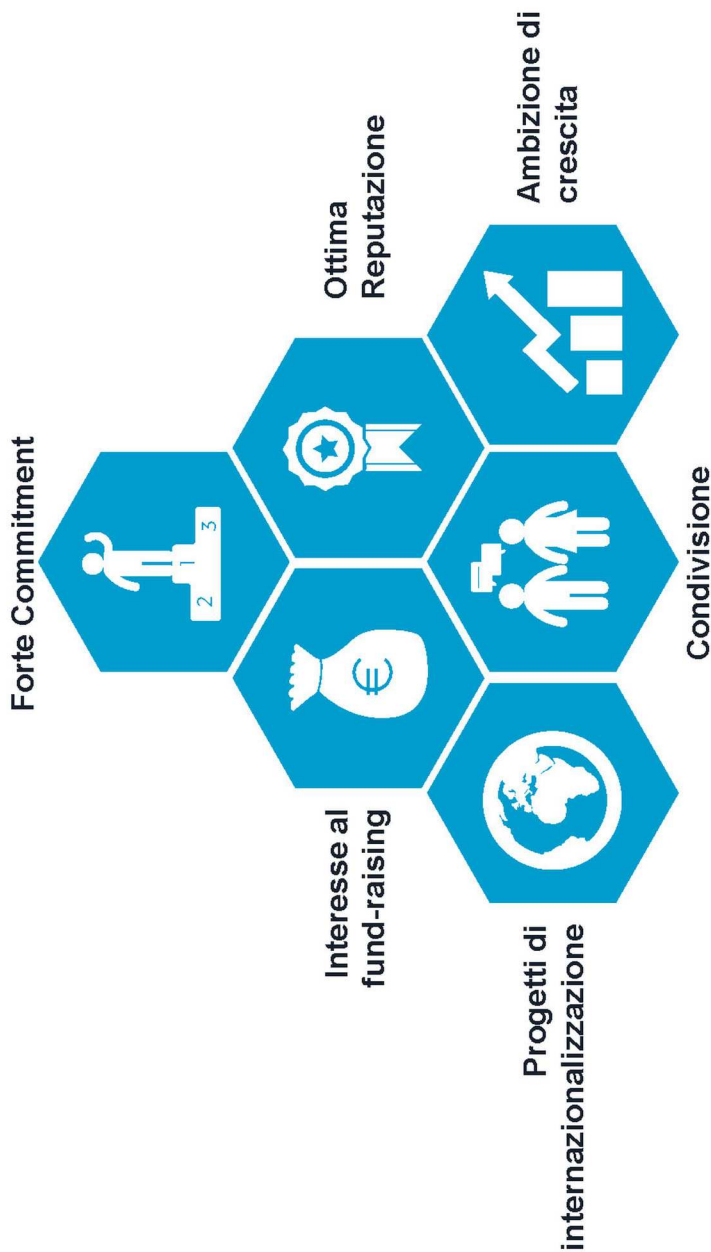 Forte Commitment
2
1
3
Interesse al
fund-raising
€
Ottima
Reputazione
Progetti di
internazionalizzazione
Condivisione
Ambizione di
crescita